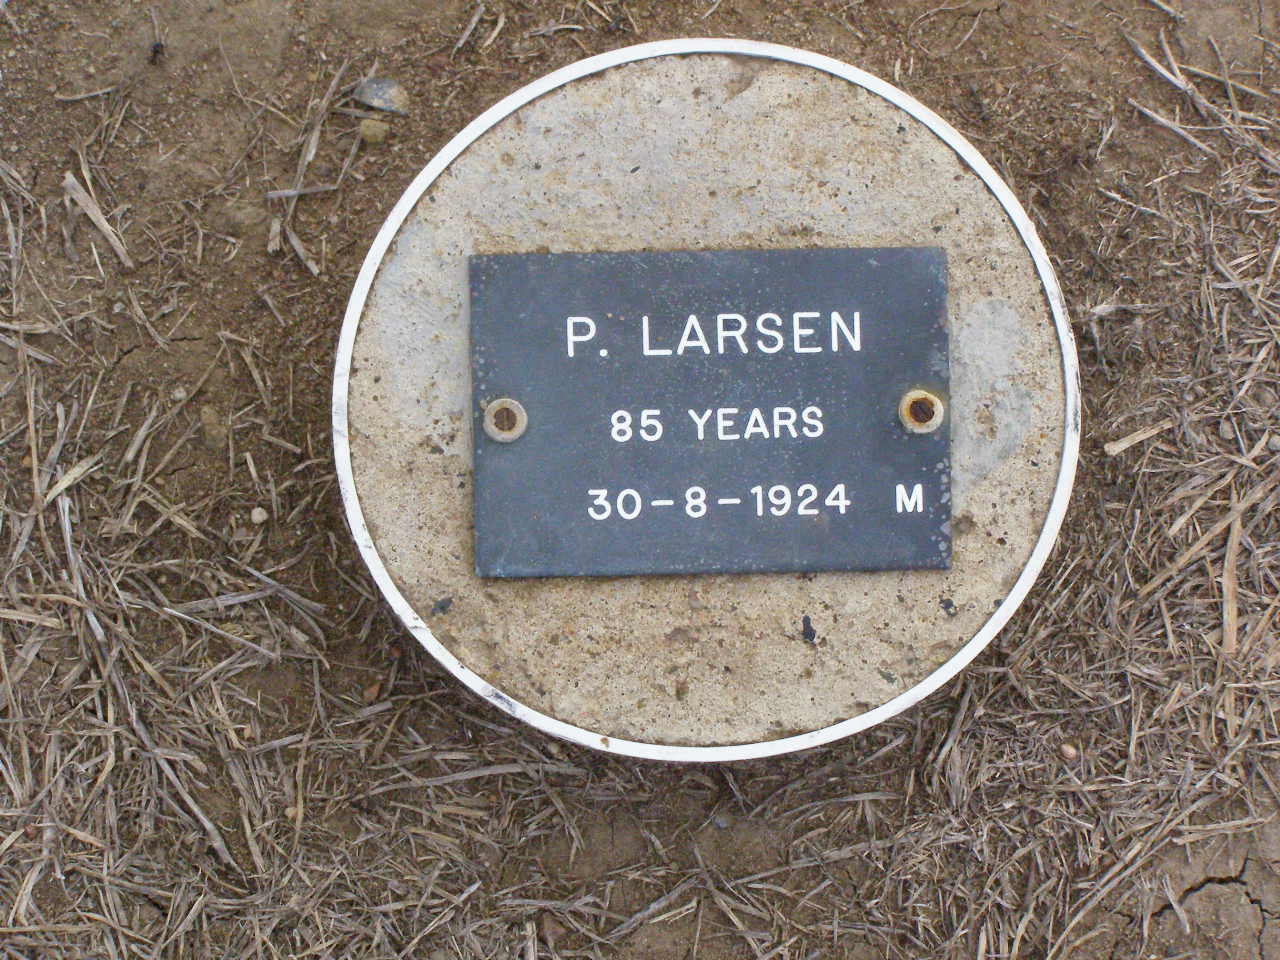 P. LARSEN
85 YEARS
30-8-1924 M